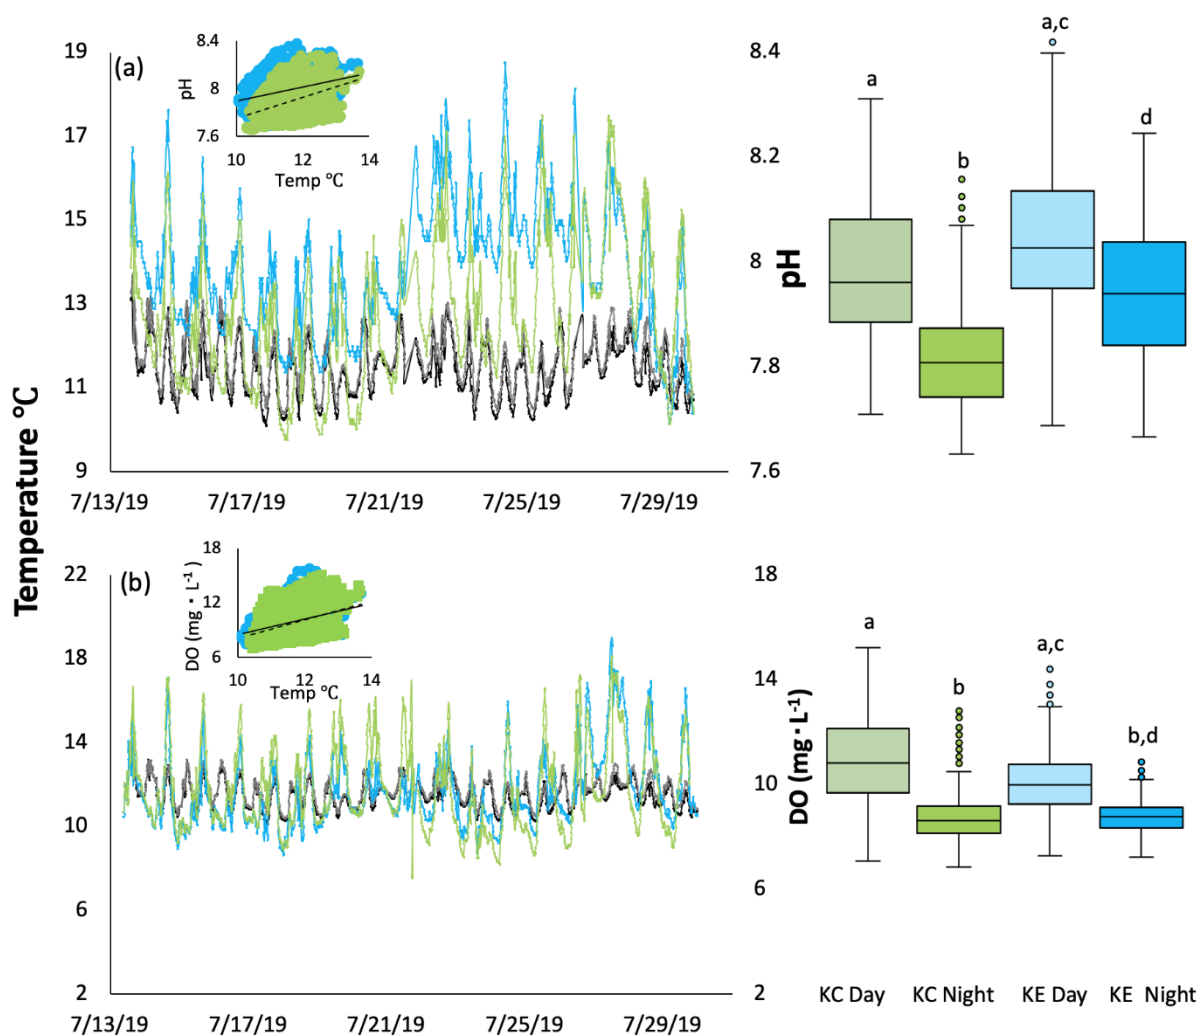 19
17
15
13
11
9
(a)
8.4
8
7.6
pH
10
12
14
Temp °C
7/13/19
7/17/19
7/21/19
7/25/19
7/29/19
8.4
8.2
8
7.8
7.6
pH
a
b
a,c
d
Temperature °C
22
18
14
10
6
2
(b)
18
12
6
DO (mg · L⁻¹)
10
12
14
Temp °C
7/13/19
7/17/19
7/21/19
7/25/19
7/29/19
18
14
10
6
2
DO (mg · L⁻¹)
a
b
a,c
b,d
KC Day
KC Night
KE Day
KE Night